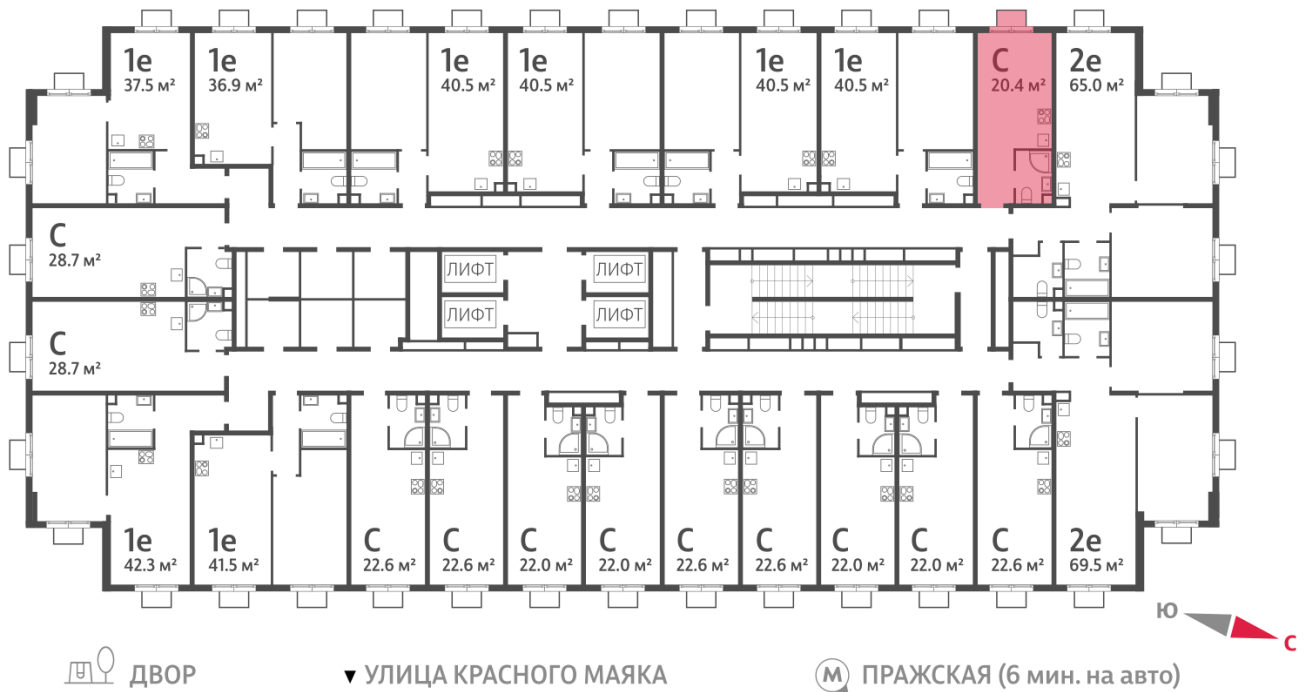 1е
37.5 м²
1е
36.9 м²
1е
40.5 м²
1е
40.5 м²
1е
40.5 м²
1е
40.5 м²
С
20.4 м²
2е
65.0 м²
С
28.7 м²
ЛИФТ
ЛИФТ
ЛИФТ
ЛИФТ
С
28.7 м²
1е
42.3 м²
1е
41.5 м²
С
22.6 м²
С
22.6 м²
С
22.0 м²
С
22.0 м²
С
22.6 м²
С
22.6 м²
С
22.0 м²
С
22.0 м²
С
22.6 м²
2е
69.5 м²
Ю
С
ДВОР
УЛИЦА КРАСНОГО МАЯКА
М ПРАЖСКАЯ (6 мин. на авто)